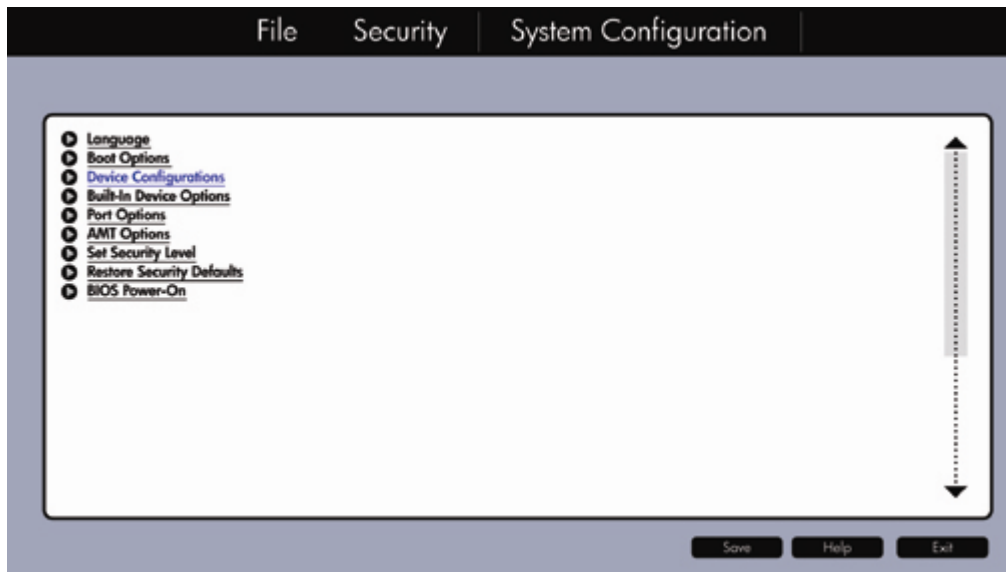 File Security System Configuration
Language
Boot Options
Device Configurations
Built-In Device Options
Port Options
AMT Options
Set Security Level
Restore Security Defaults
BIOS Power-On
Save Help Exit